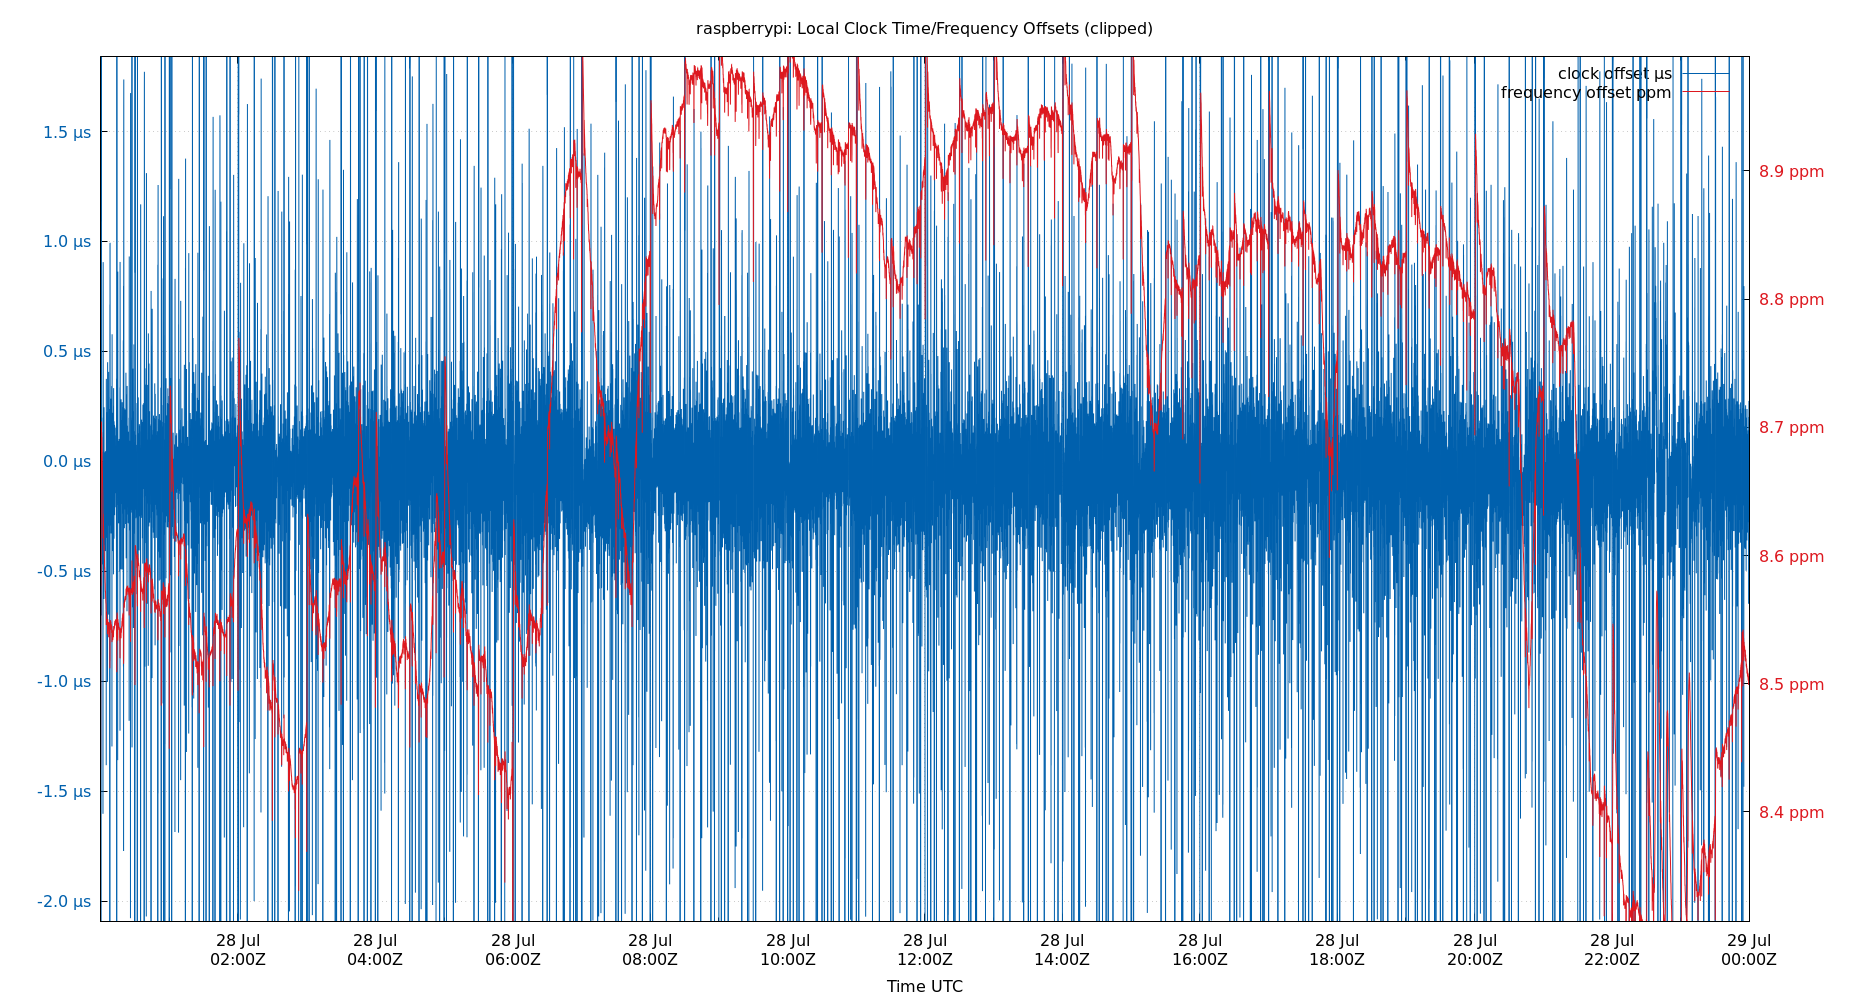 raspberrypi: Local Clock Time/Frequency Offsets (clipped)
clock offset µs
frequency offset ppm
1.5 µs
1.0 µs
0.5 µs
0.0 µs
-0.5 µs
-1.0 µs
-1.5 µs
-2.0 µs
8.9 ppm
8.8 ppm
8.7 ppm
8.6 ppm
8.5 ppm
8.4 ppm
28 Jul 28 Jul 28 Jul 28 Jul 28 Jul 28 Jul 28 Jul 28 Jul 28 Jul 28 Jul 28 Jul 29 Jul
02:00Z 04:00Z 06:00Z 08:00Z 10:00Z 12:00Z 14:00Z 16:00Z 18:00Z 20:00Z 22:00Z 00:00Z
Time UTC